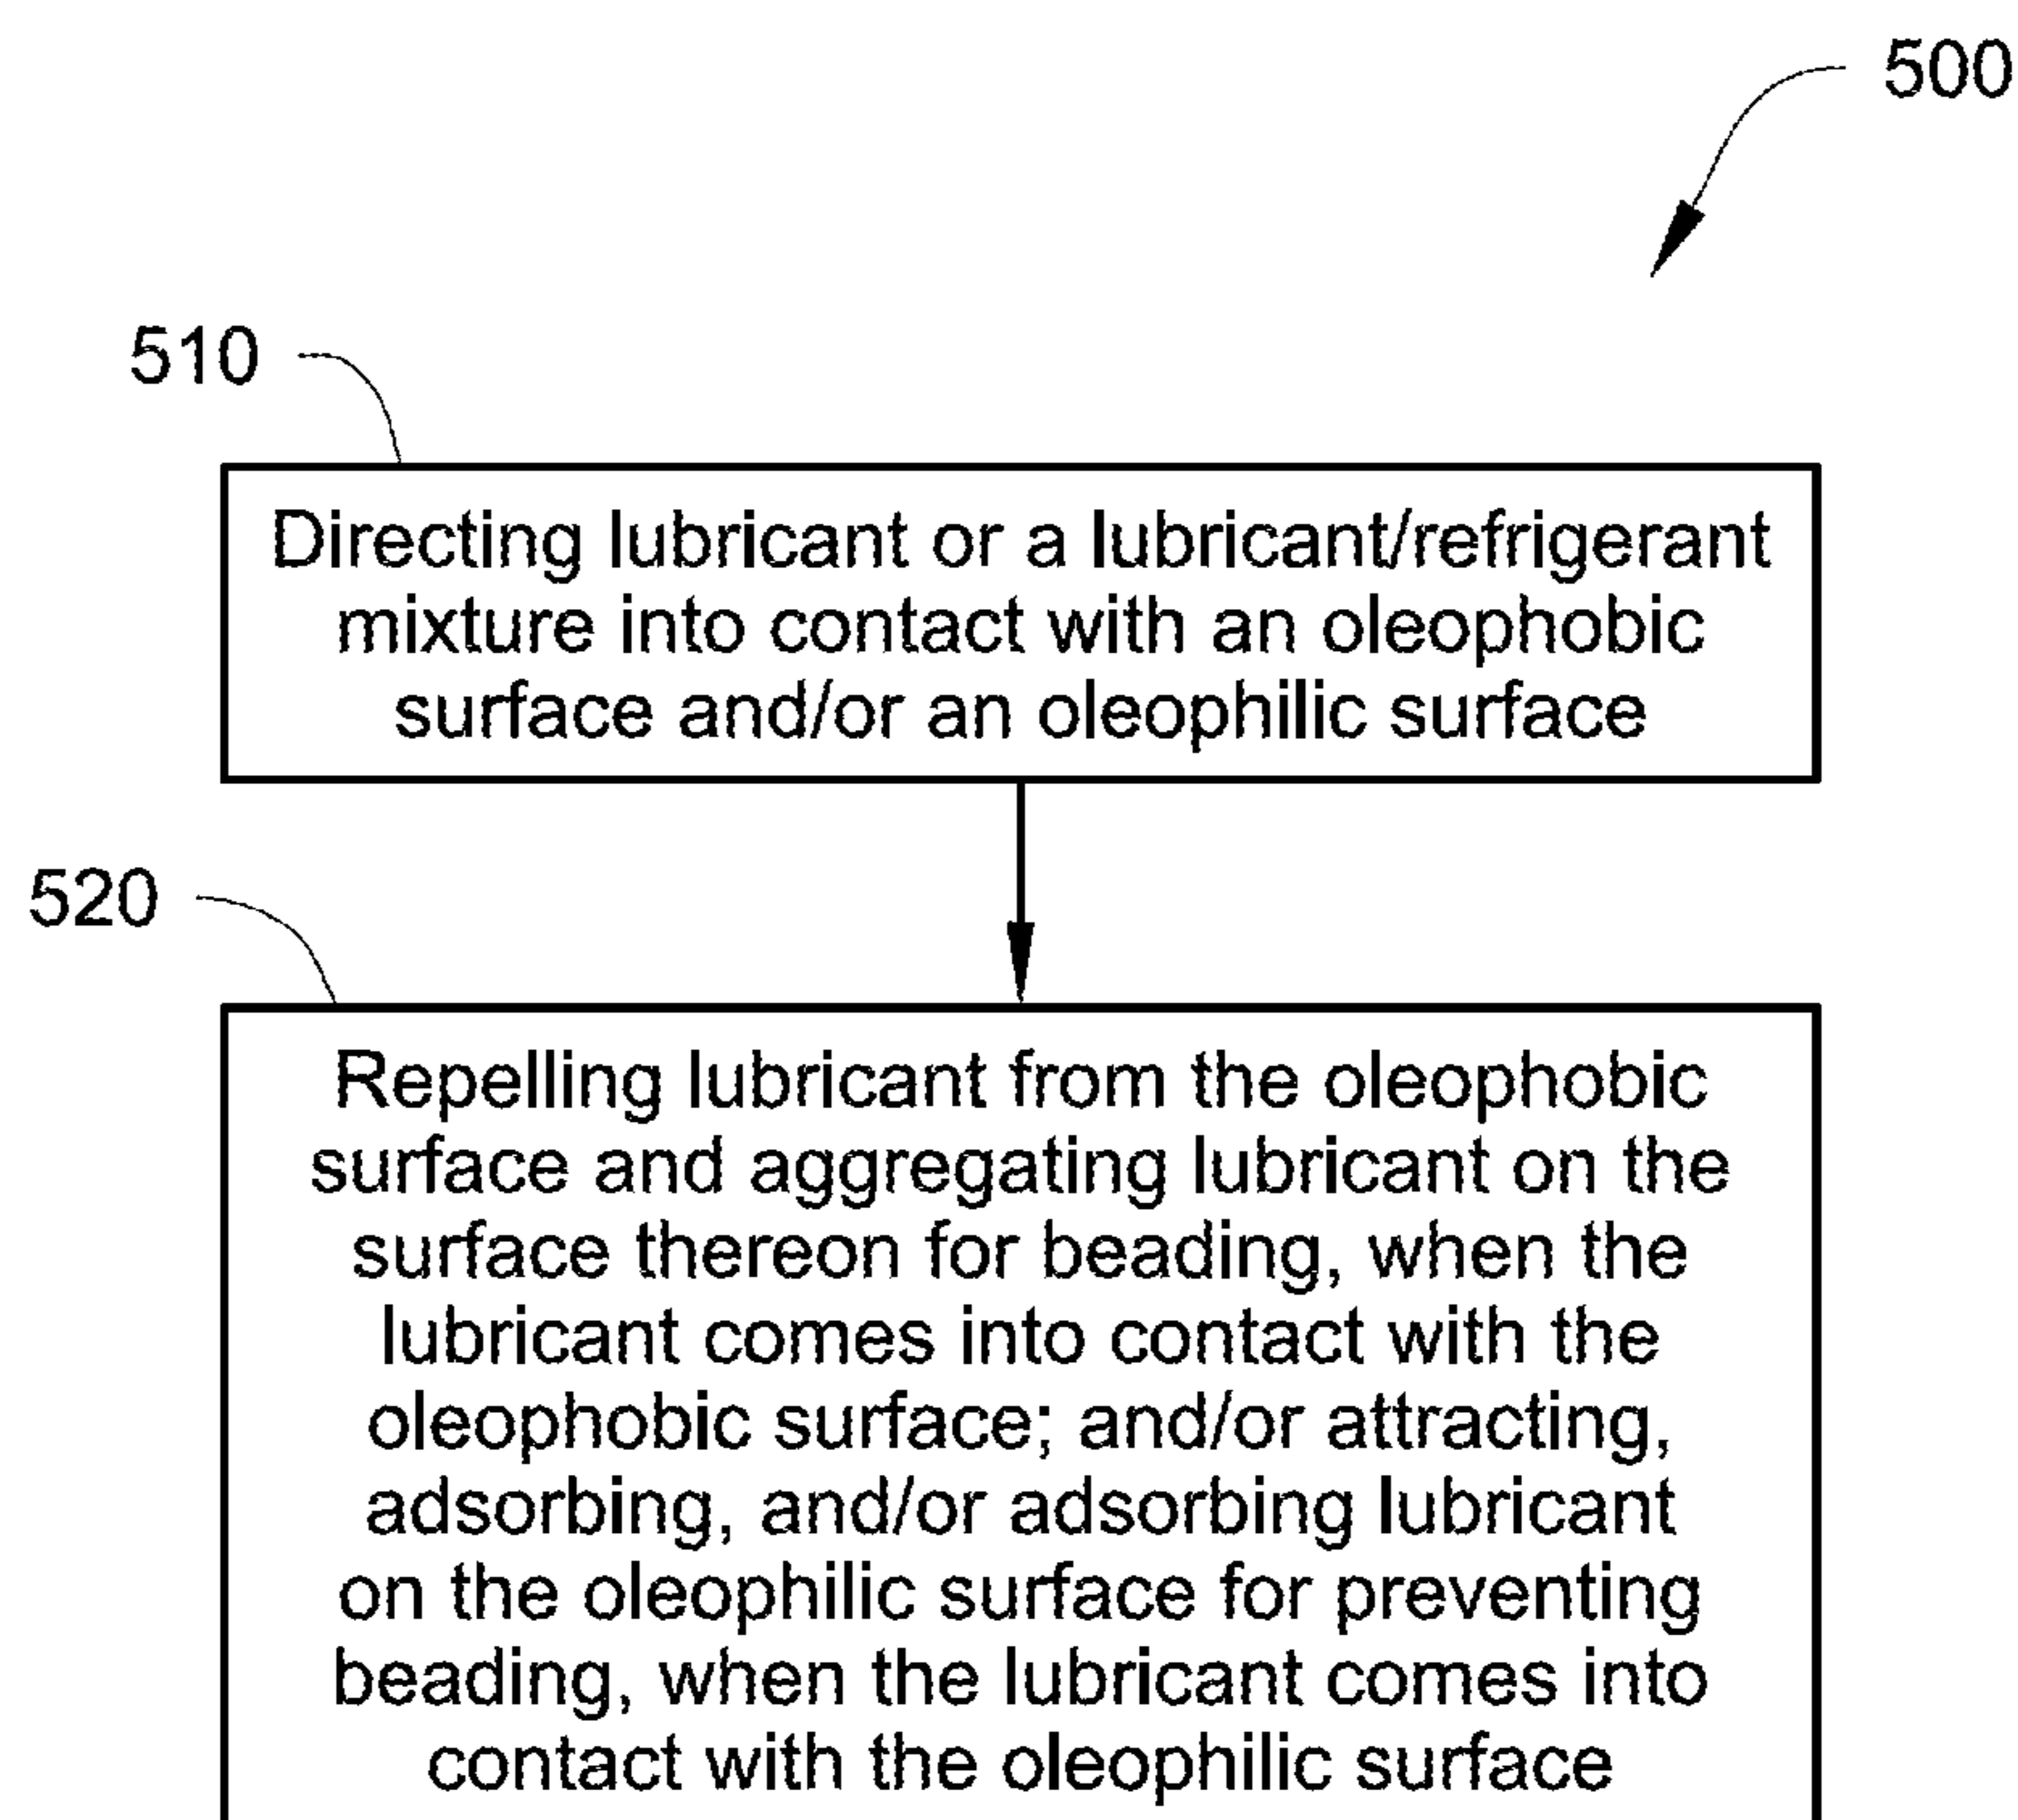 500
510
Directing lubricant or a lubricant/refrigerant
mixture into contact with an oleophobic
surface and/or an oleophilic surface
520
Repelling lubricant from the oleophobic
surface and aggregating lubricant on the
surface thereon for beading, when the
lubricant comes into contact with the
oleophobic surface; and/or attracting,
adsorbing, and/or adsorbing lubricant
on the oleophilic surface for preventing
beading, when the lubricant comes into
contact with the oleophilic surface